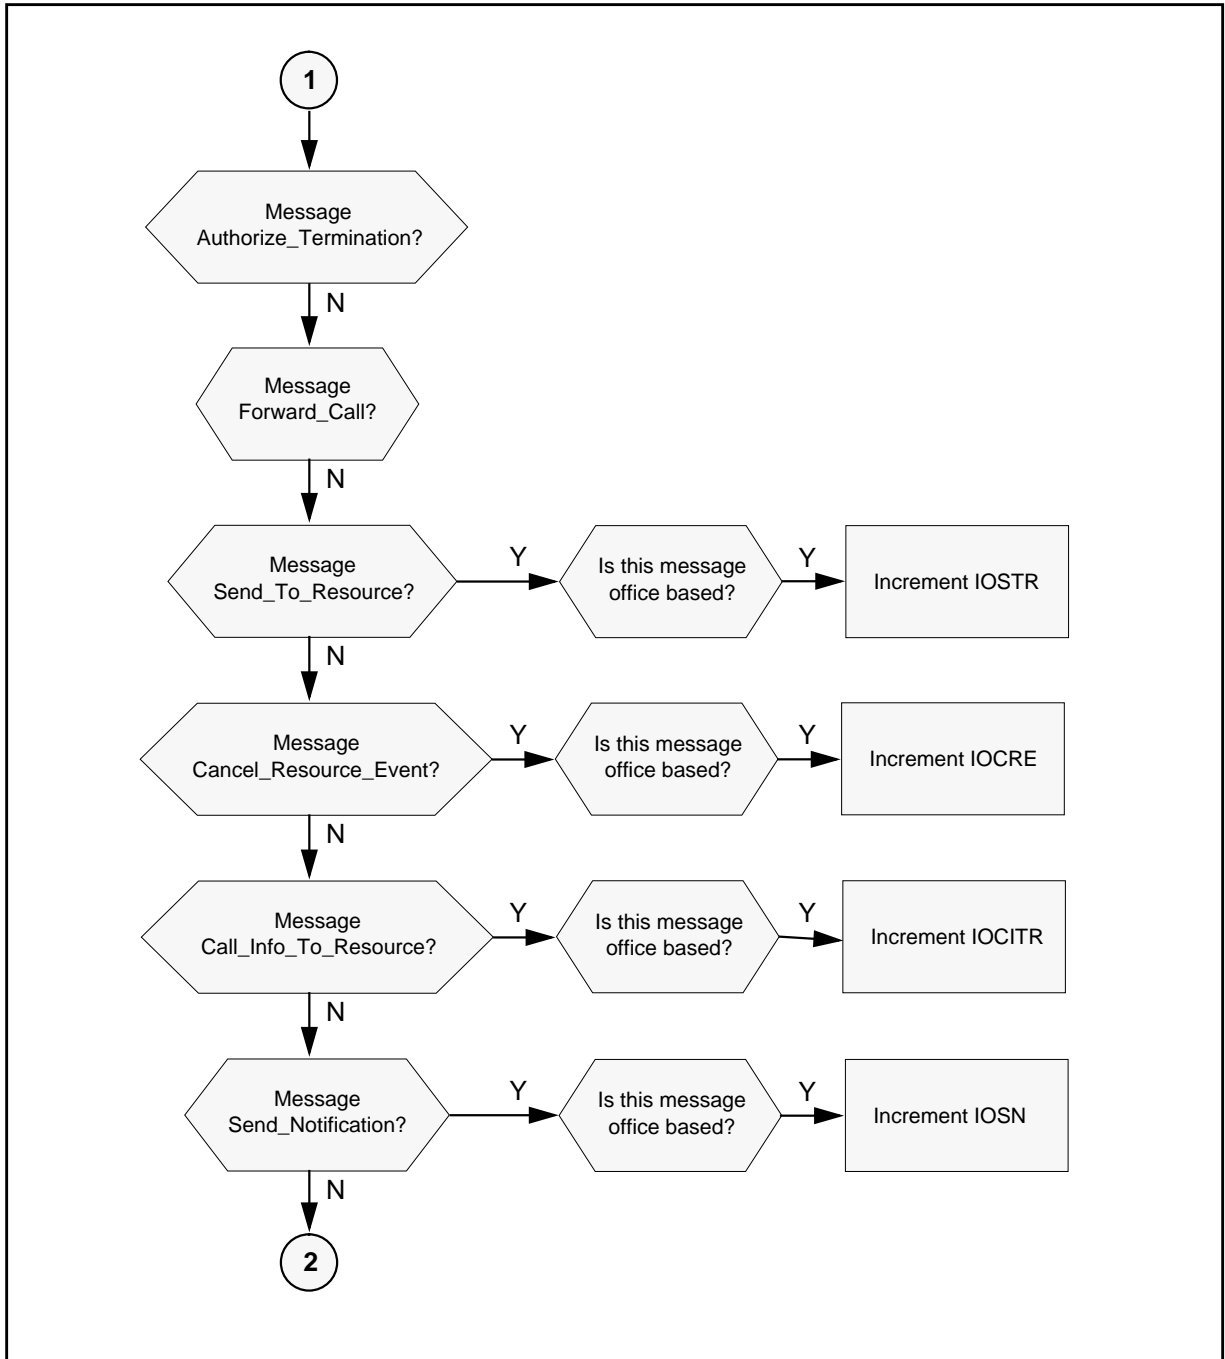 1
Message
Authorize_Termination?
N
Message
Forward_Call?
N
Message
Send_To_Resource?
Y
Is this message
office based?
Y
Increment IOSTR
N
Message
Cancel_Resource_Event?
Y
Is this message
office based?
Y
Increment IOCRE
N
Message
Call_Info_To_Resource?
Y
Is this message
office based?
Y
Increment IOCITR
N
Message
Send_Notification?
Y
Is this message
office based?
Y
Increment IOSN
N
2